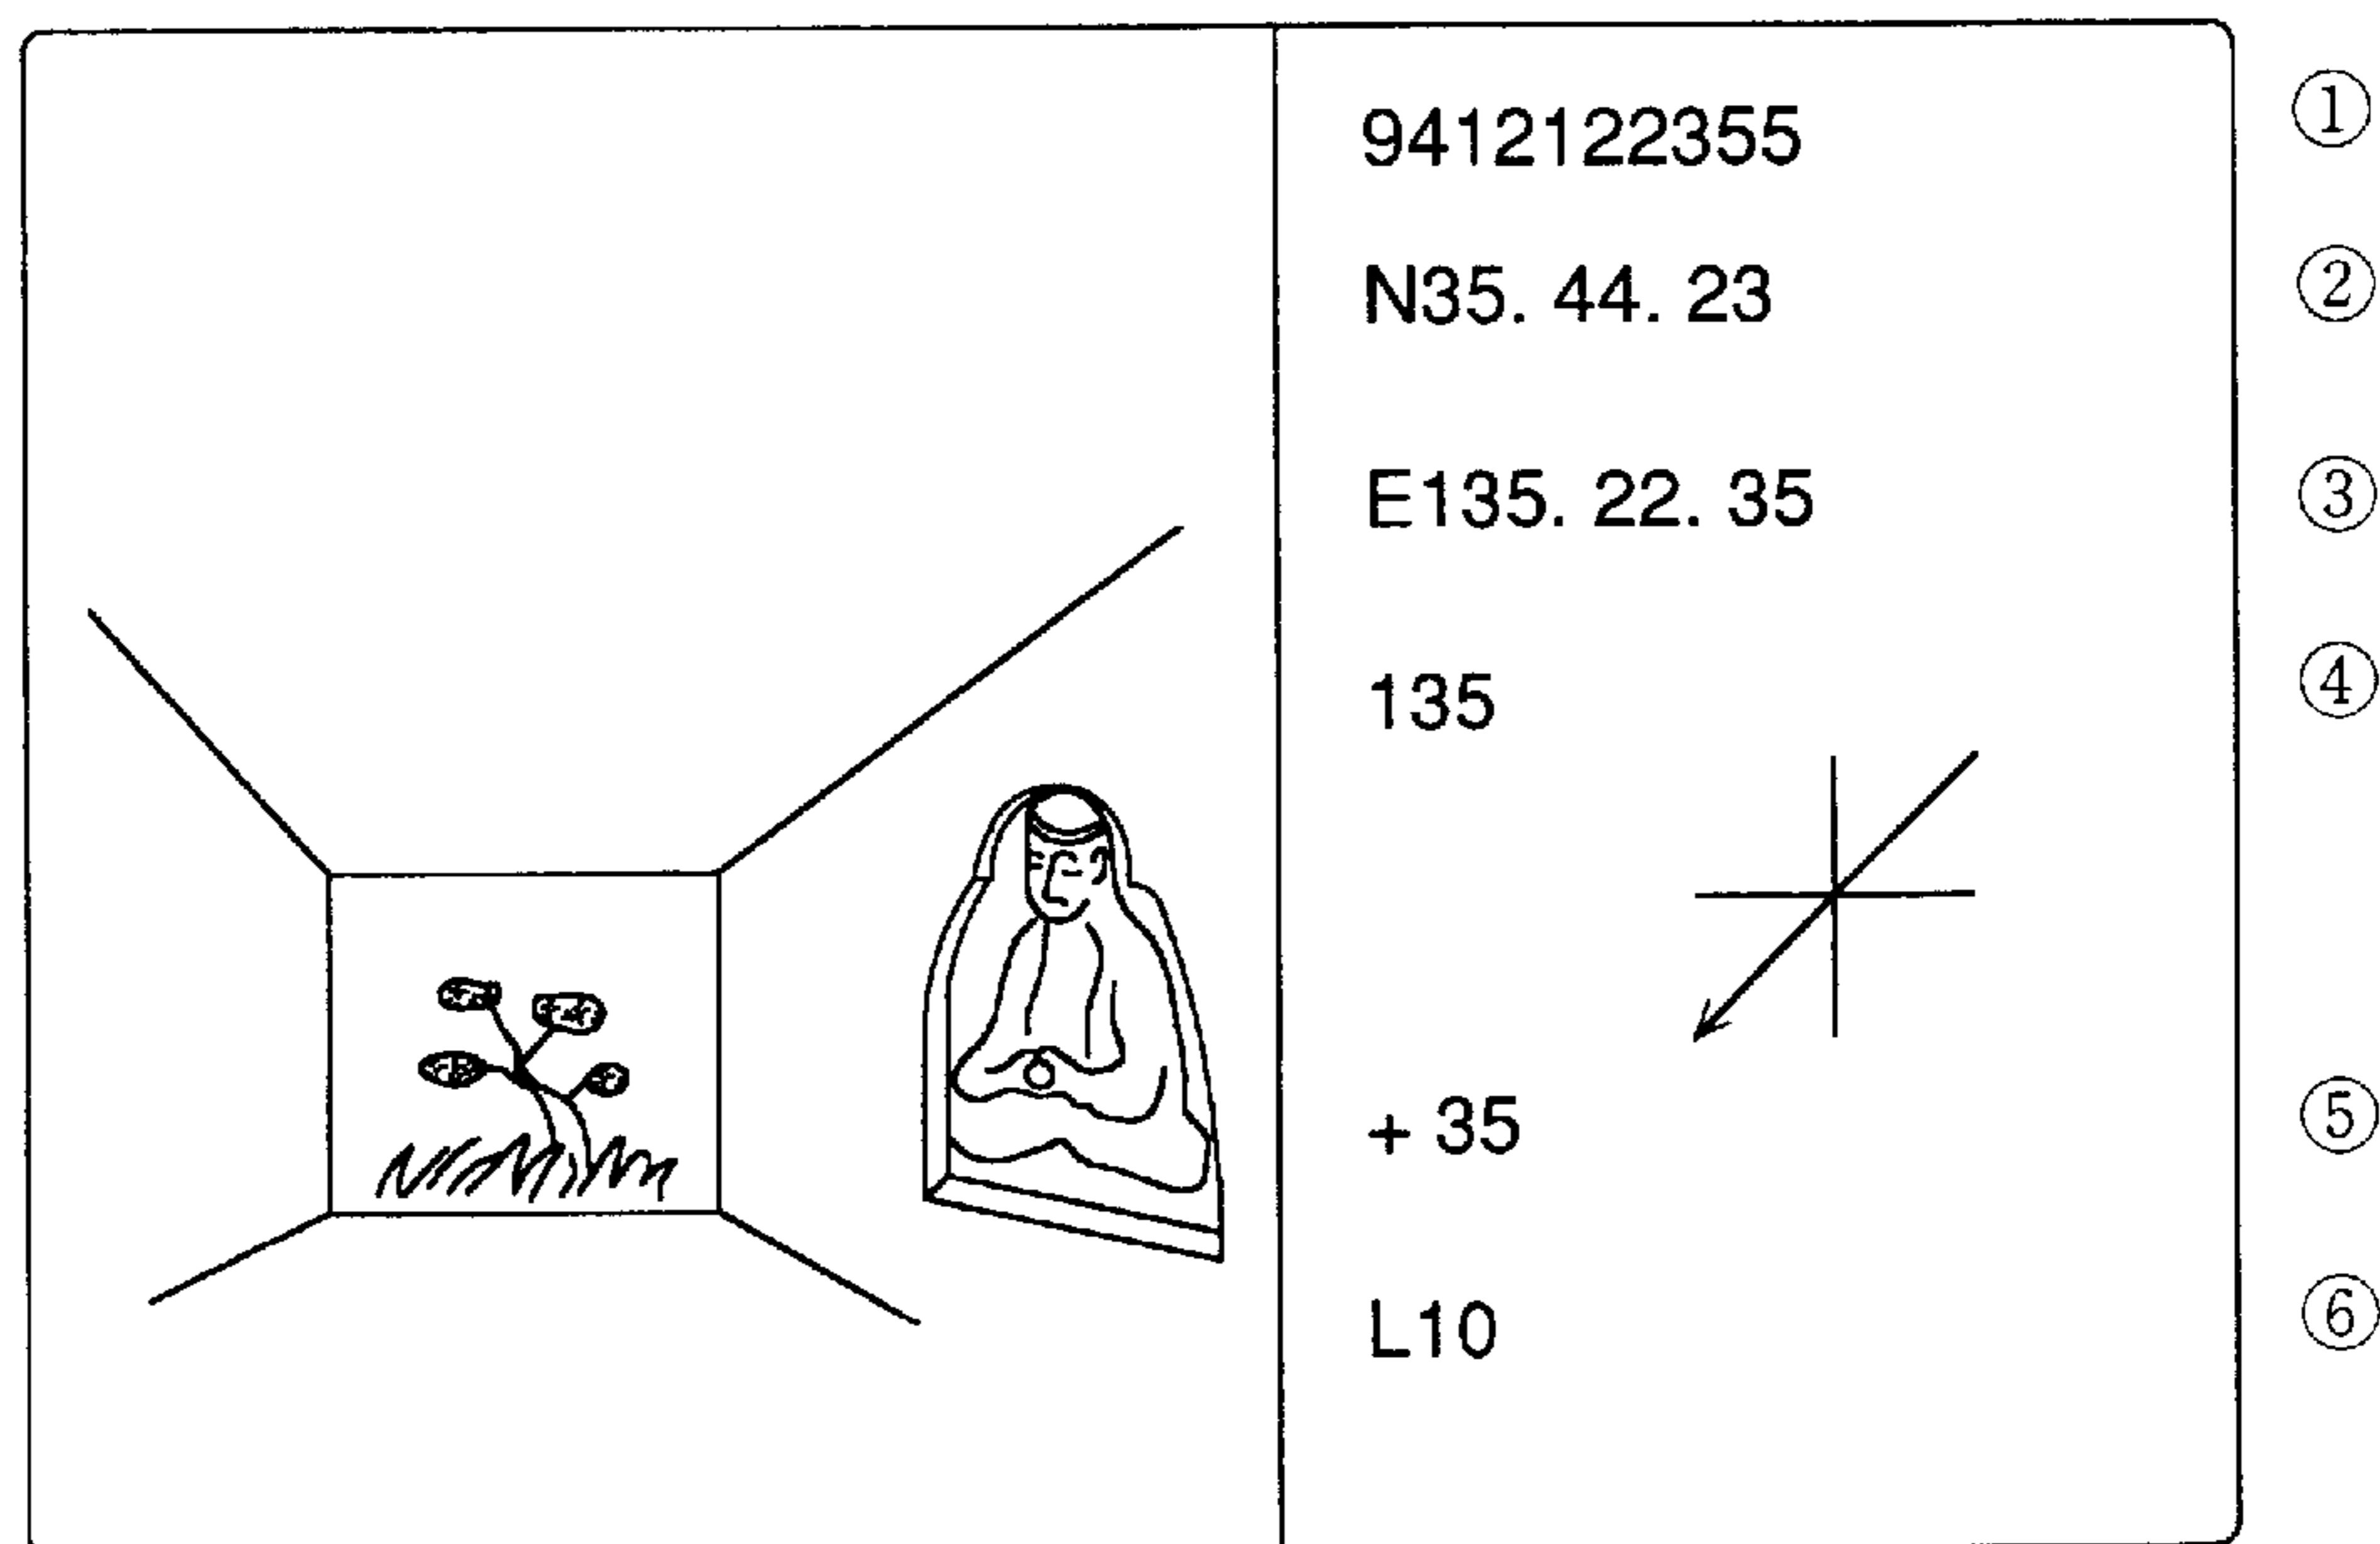 9412122355 ①
N35. 44. 23 ②
E135. 22. 35 ③
135 ④
+ 35 ⑤
L10 ⑥